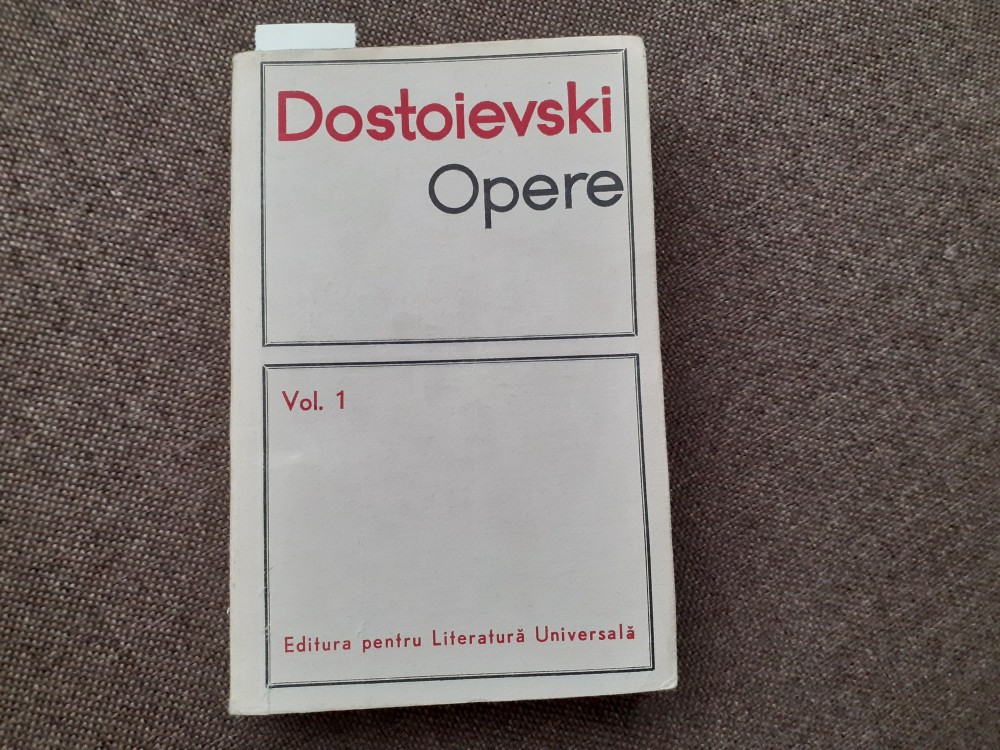 Dostoievski
Opere
Vol. 1
Editura pentru Literatură Universală